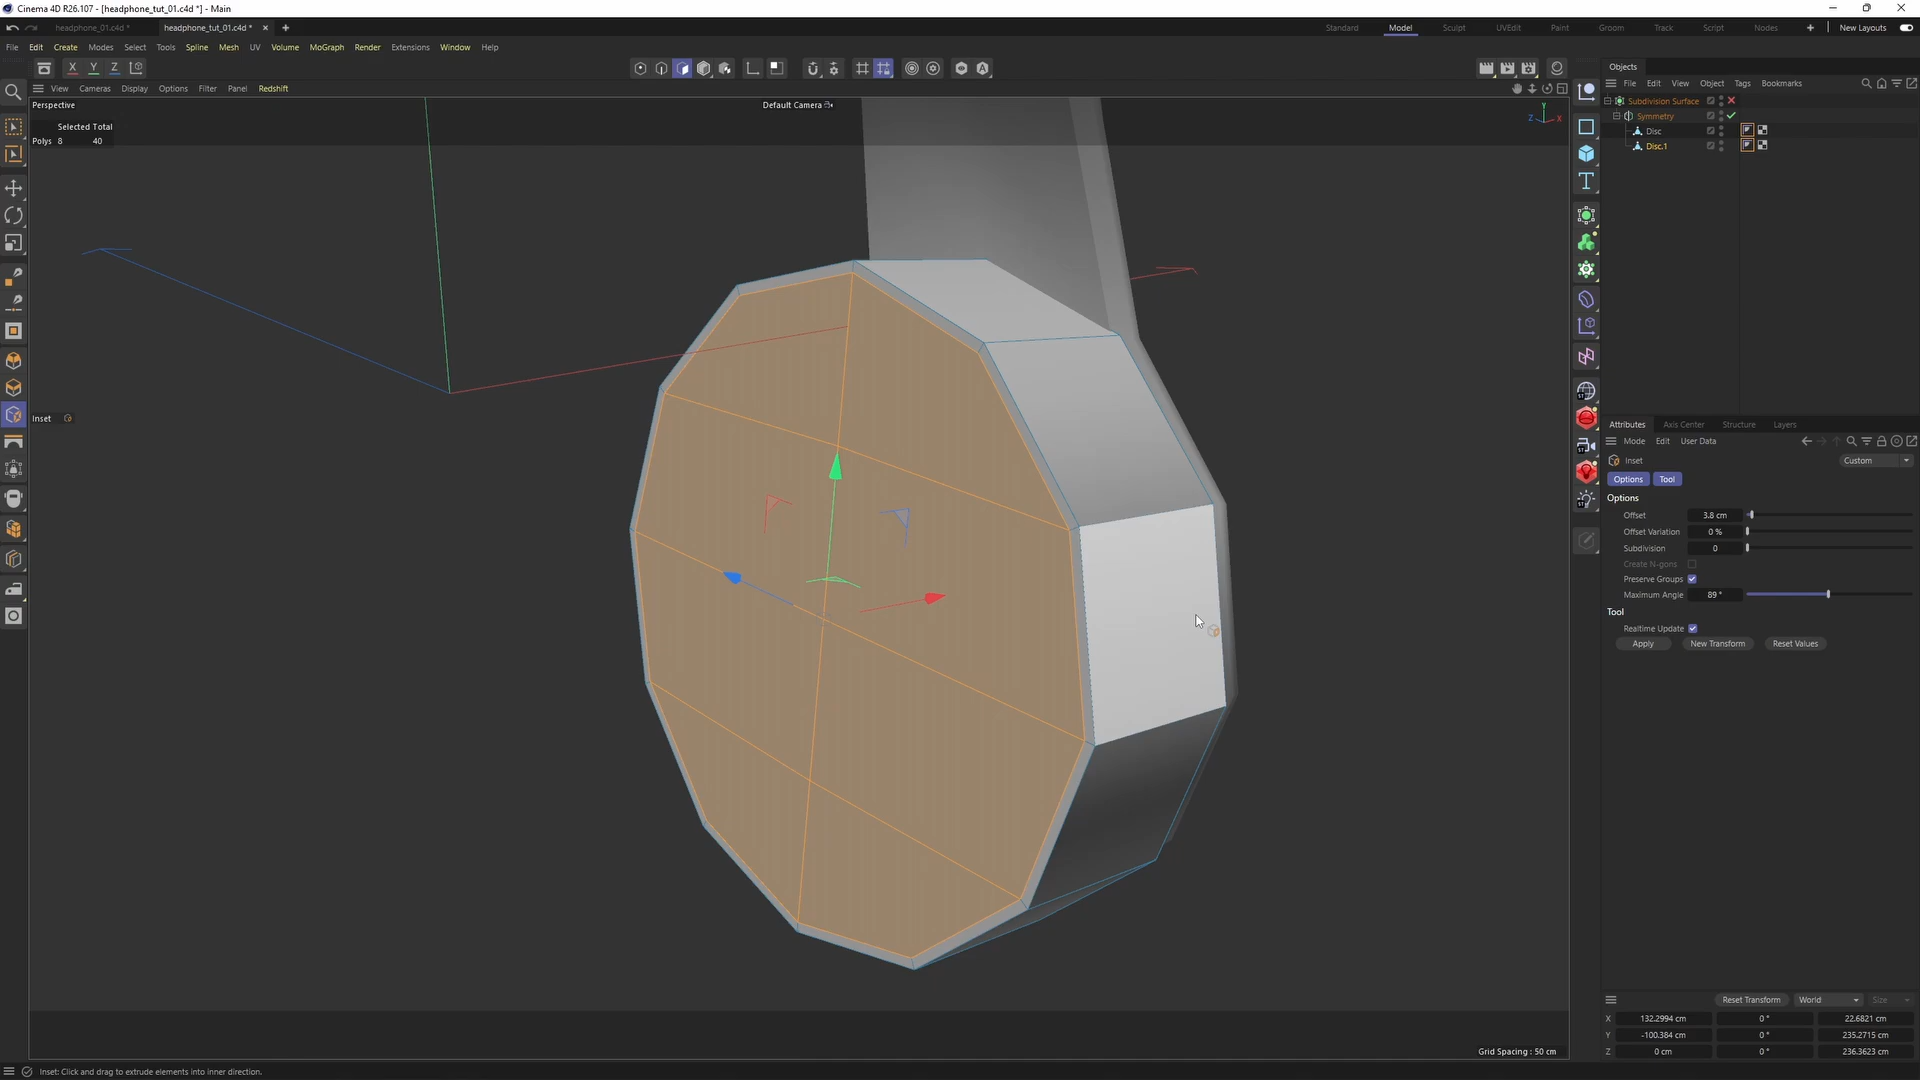 Cinema 4D R26.107 - [headphone_tut_01.c4d *] - Main
headphone_01.c4d *
headphone_tut_01.c4d *
Standard Model Sculpt UVEdit Paint Groom Track Script Nodes New Layouts
File Edit Create Modes Select Tools Spline Mesh UV Volume MoGraph Render Extensions Window Help
X Y Z
View Cameras Display Options Filter Panel Redshift
Perspective
Default Camera
Selected Total
Polys 8 40
Y
Z X
Inset
Grid Spacing : 50 cm
Inset: Click and drag to extrude elements into inner direction.
Objects
File Edit View Object Tags Bookmarks
Subdivision Surface
Symmetry
Disc
Disc.1
Attributes Axis Center Structure Layers
Mode Edit User Data
Inset Custom
Options Tool
Options
Offset 3.8 cm
Offset Variation 0 %
Subdivision 0
Create N-gons
Preserve Groups
Maximum Angle 89 °
Tool
Realtime Update
Apply New Transform Reset Values
Reset Transform World Size
X 132.2994 cm 0 ° 22.6821 cm
Y -100.384 cm 0 ° 235.2715 cm
Z 0 cm 0 ° 236.3623 cm